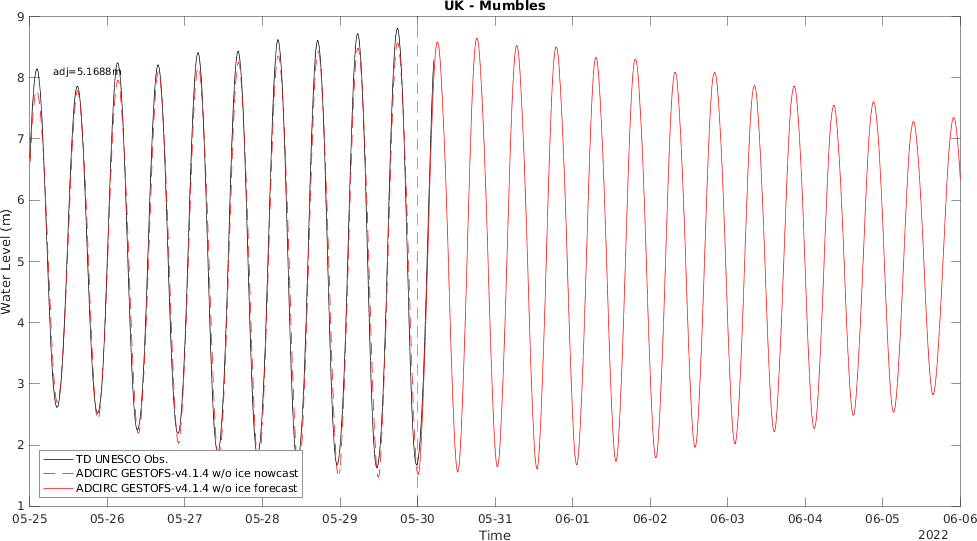 UK - Mumbles
9
8
7
6
5
4
3
2
1
Water Level (m)
adj=5.1688m
TD UNESCO Obs.
ADCIRC GESTOFS-v4.1.4 w/o ice nowcast
ADCIRC GESTOFS-v4.1.4 w/o ice forecast
05-25 05-26 05-27 05-28 05-29 05-30 05-31 06-01 06-02 06-03 06-04 06-05 06-06
Time
2022